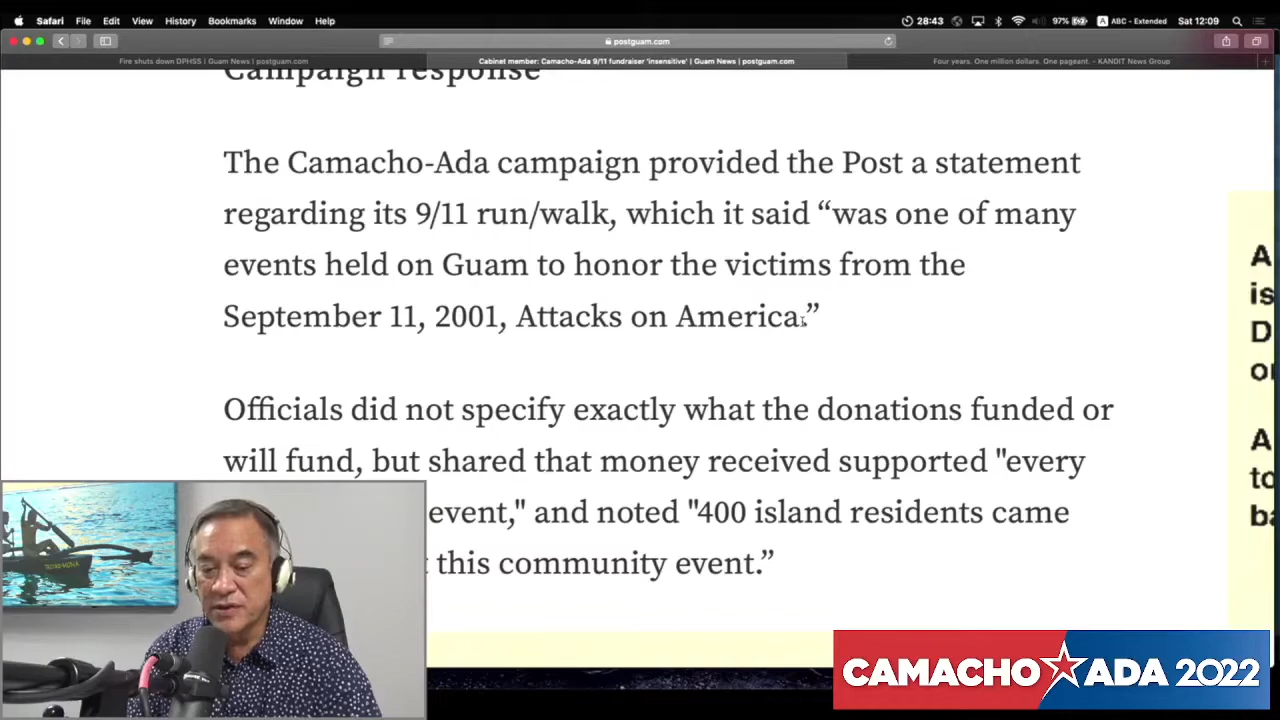 Safari File Edit View History Bookmarks Window Help 28:43 97% A ABC - Extended Sat 12:09
postguam.com
Fire shuts down DPHSS | Guam News | postguam.com Cabinet member: Camacho-Ada 9/11 fundraiser 'insensitive' | Guam News | postguam.com Four years. One million dollars. One pageant. – KANDIT News Group
Campaign response
The Camacho-Ada campaign provided the Post a statement
regarding its 9/11 run/walk, which it said “was one of many
events held on Guam to honor the victims from the
September 11, 2001, Attacks on America.”
Officials did not specify exactly what the donations funded or
will fund, but shared that money received supported "every
event," and noted "400 island residents came
this community event.”
A
is
D
A
to
CAMACHO ADA 2022